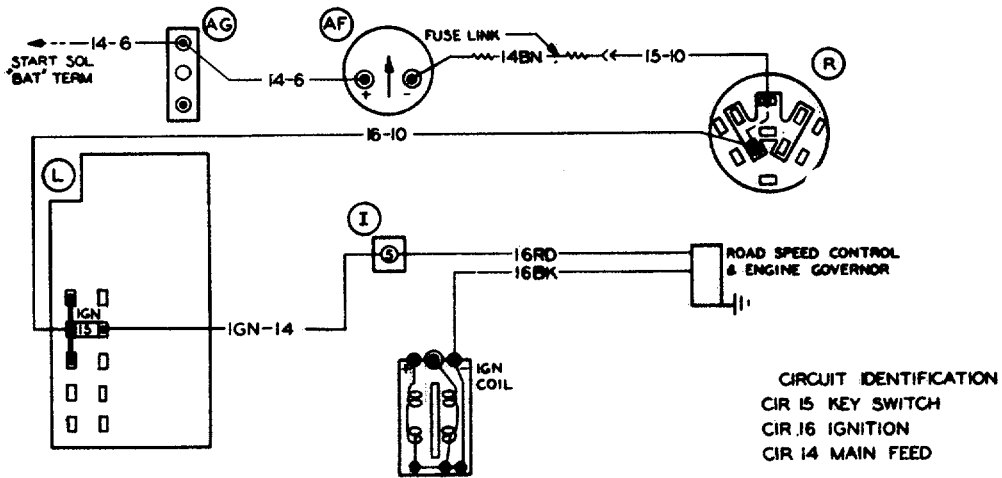 AG
AF
FUSE LINK
14-6
START SOL
"BAT" TERM
14-6
+
-
14BN
15-10
R
16-10
L
I
5
16RD
16BK
ROAD SPEED CONTROL
& ENGINE GOVERNOR
IGN
15
IGN-14
IGN
COIL
CIRCUIT IDENTIFICATION
CIR 15 KEY SWITCH
CIR.16 IGNITION
CIR 14 MAIN FEED